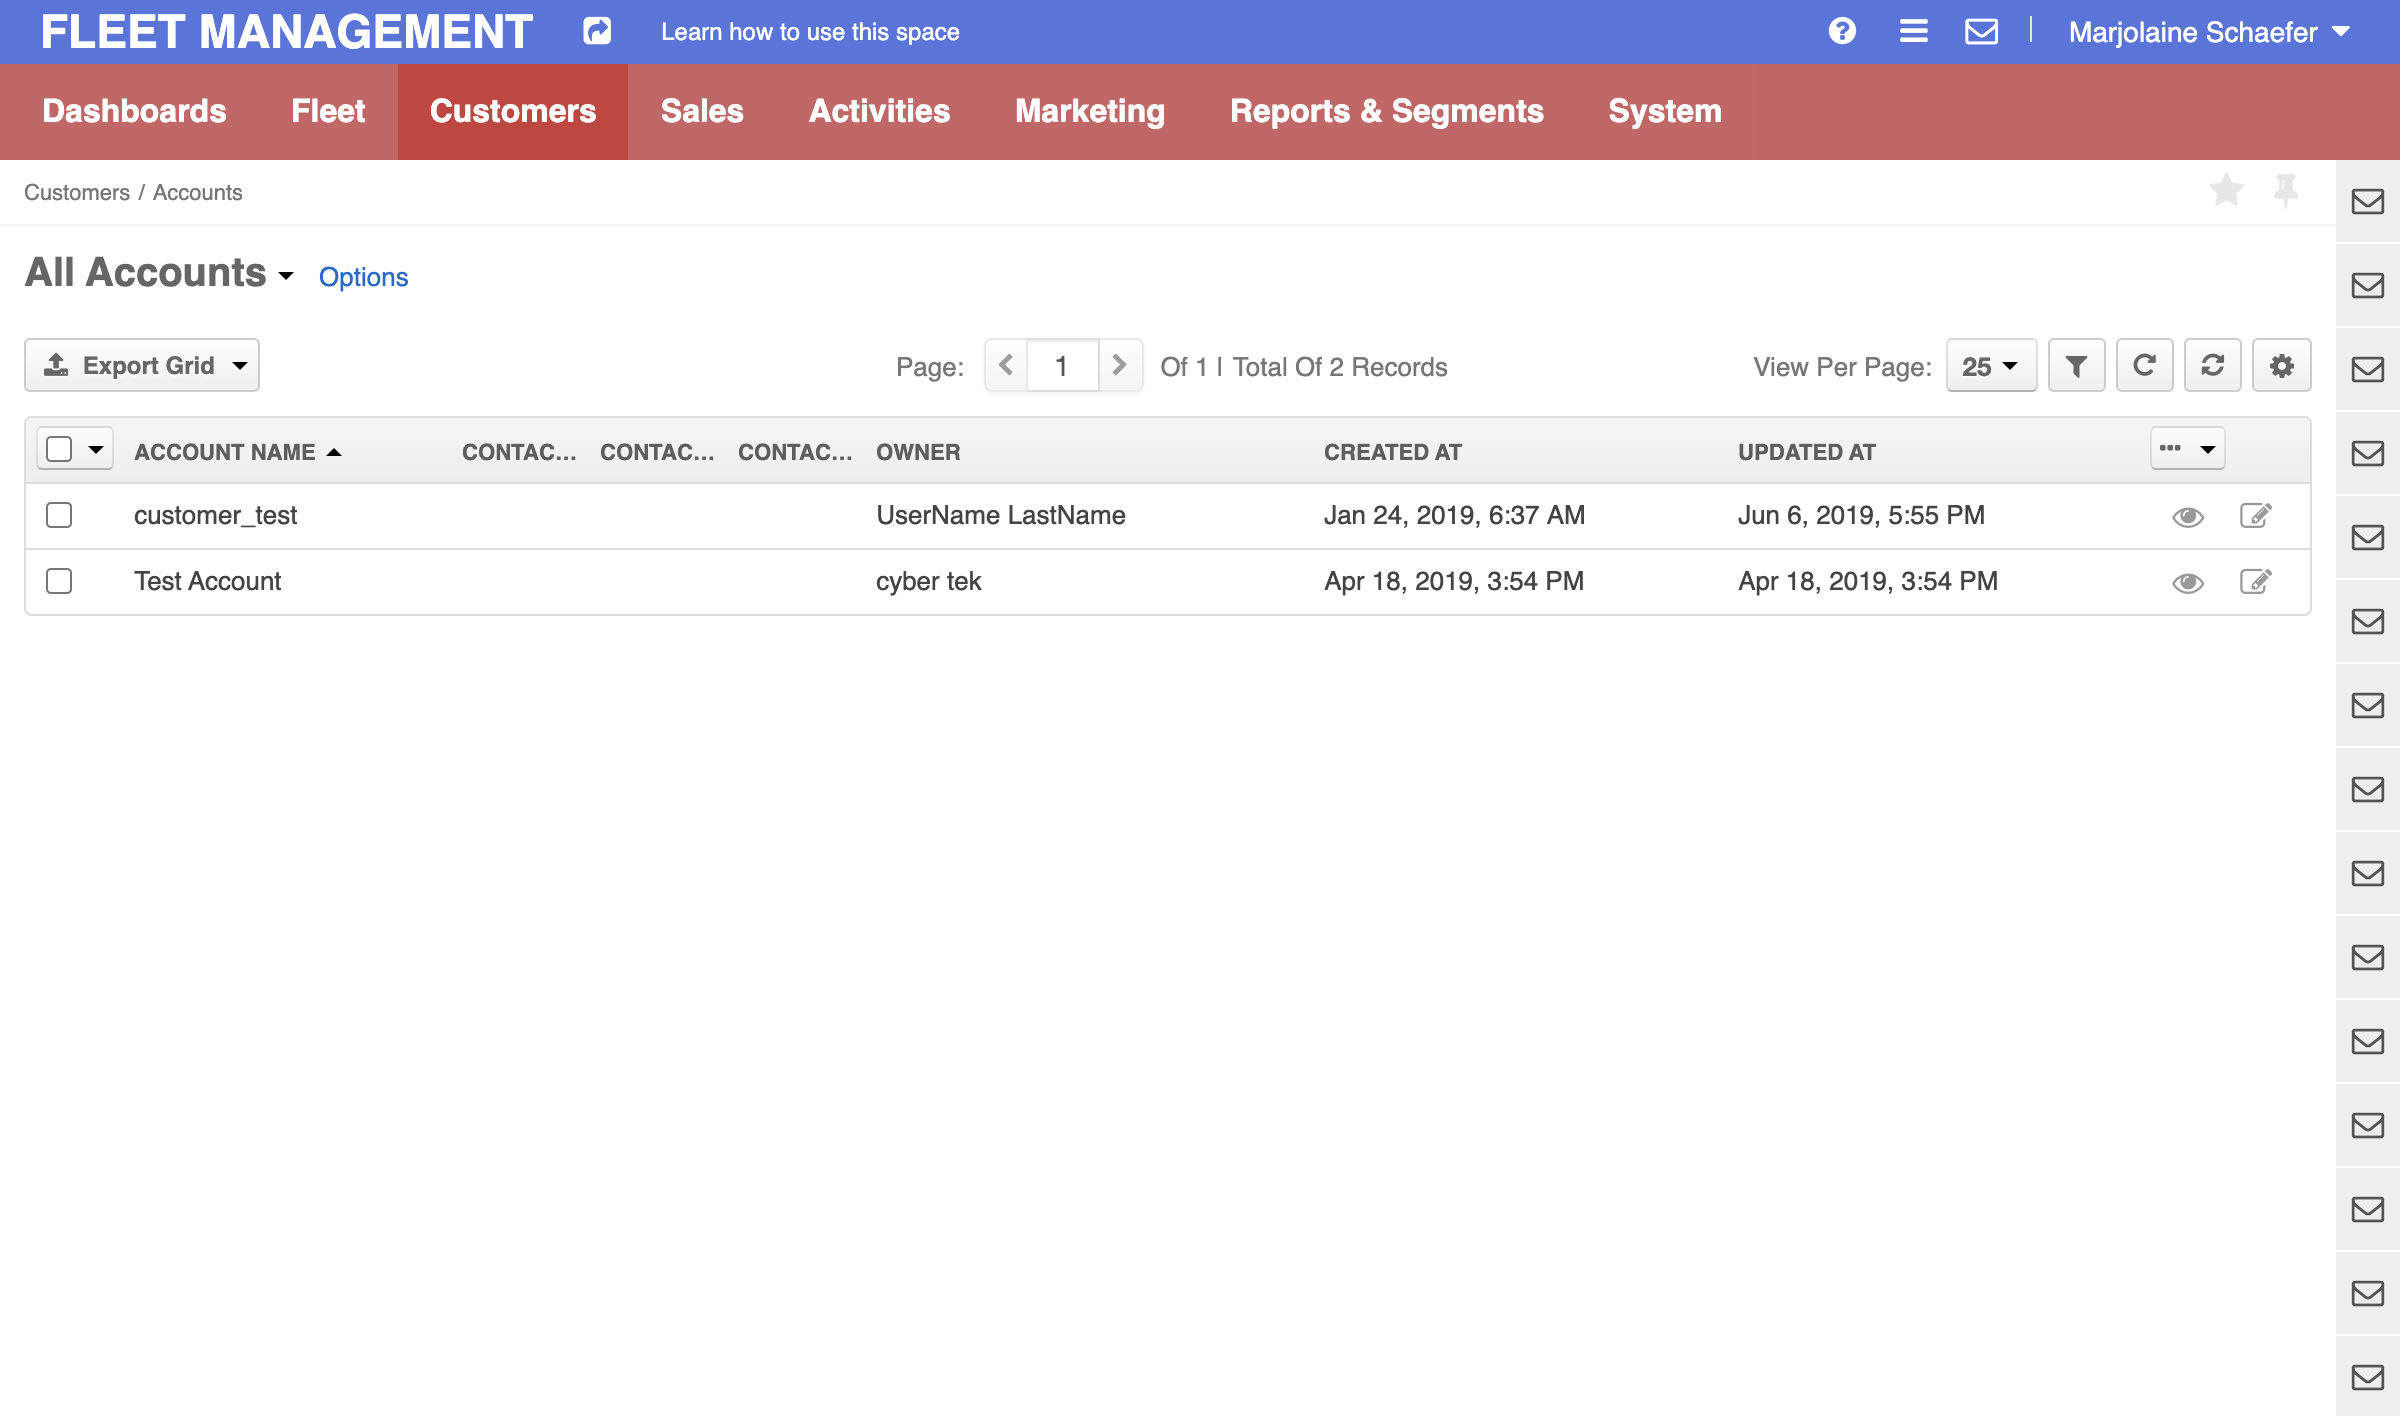 FLEET MANAGEMENT Learn how to use this space Marjolaine Schaefer
Dashboards Fleet Customers Sales Activities Marketing Reports & Segments System
Customers / Accounts
All Accounts Options
Export Grid Page: 1 Of 1 | Total Of 2 Records View Per Page: 25
ACCOUNT NAME CONTAC... CONTAC... CONTAC... OWNER CREATED AT UPDATED AT
customer_test UserName LastName Jan 24, 2019, 6:37 AM Jun 6, 2019, 5:55 PM
Test Account cyber tek Apr 18, 2019, 3:54 PM Apr 18, 2019, 3:54 PM